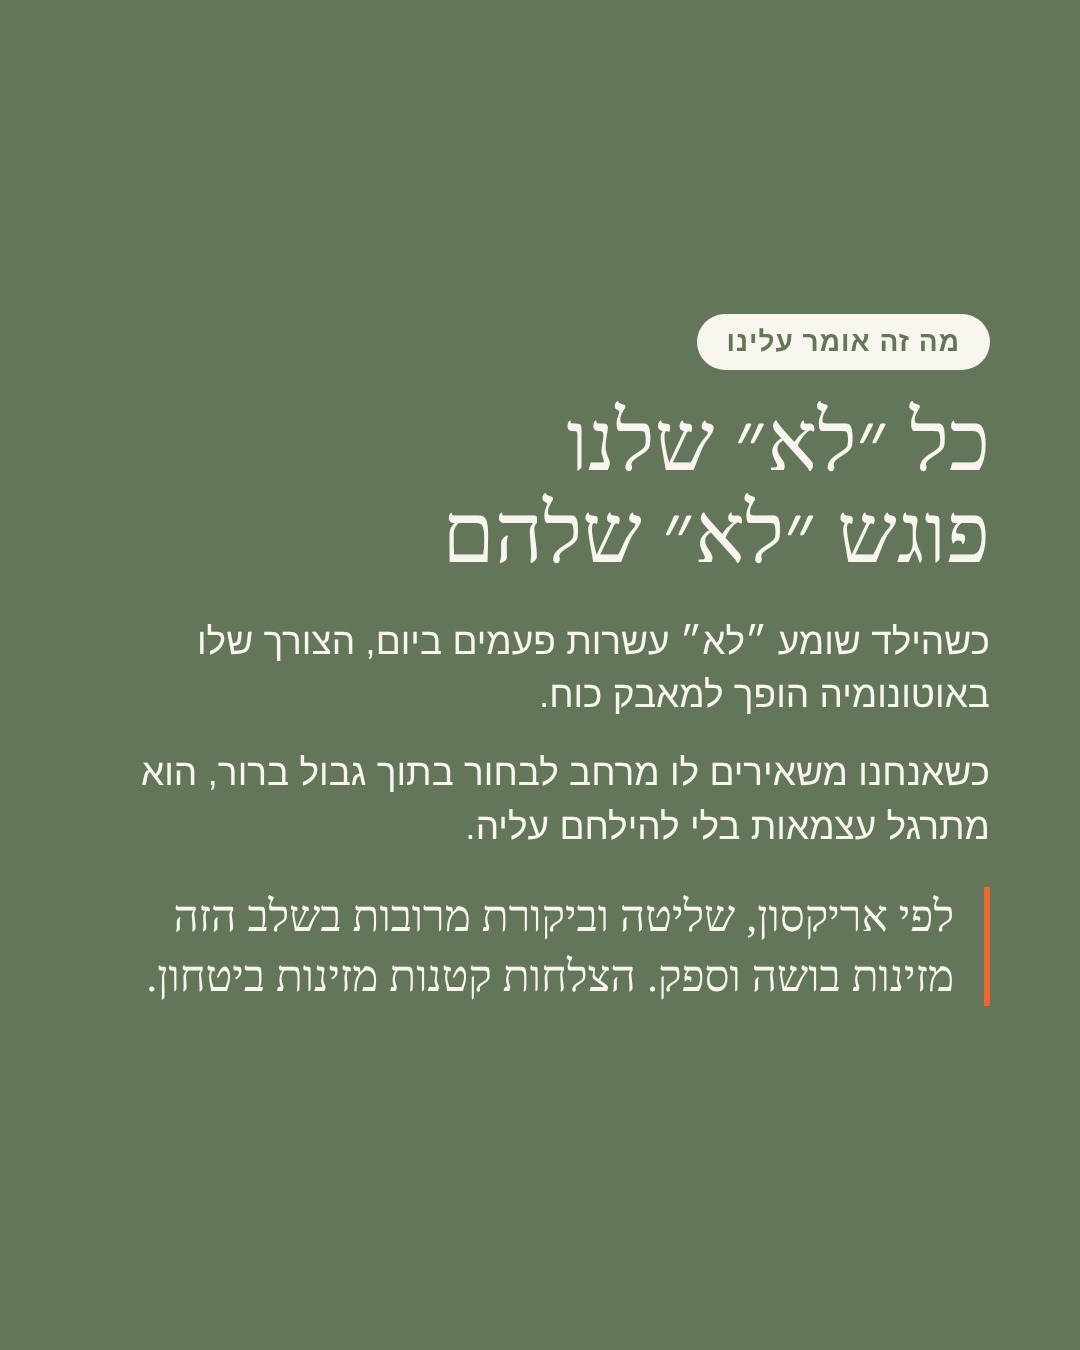 מה זה אומר עלינו
כל ״לא״ שלנו
פוגש ״לא״ שלהם
כשהילד שומע ״לא״ עשרות פעמים ביום, הצורך שלו
באוטונומיה הופך למאבק כוח.
כשאנחנו משאירים לו מרחב לבחור בתוך גבול ברור, הוא
מתרגל עצמאות בלי להילחם עליה.
לפי אריקסון, שליטה וביקורת מרובות בשלב הזה
מזינות בושה וספק. הצלחות קטנות מזינות ביטחון.